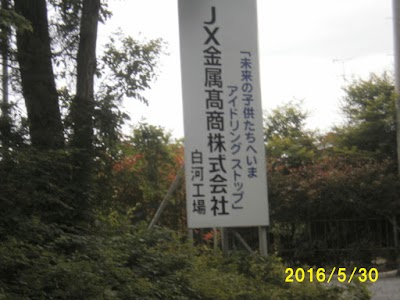 「未来の子供たちへいま
アイドリングストップ」
JX金属髙商株式会社
白河工場
2016/5/30